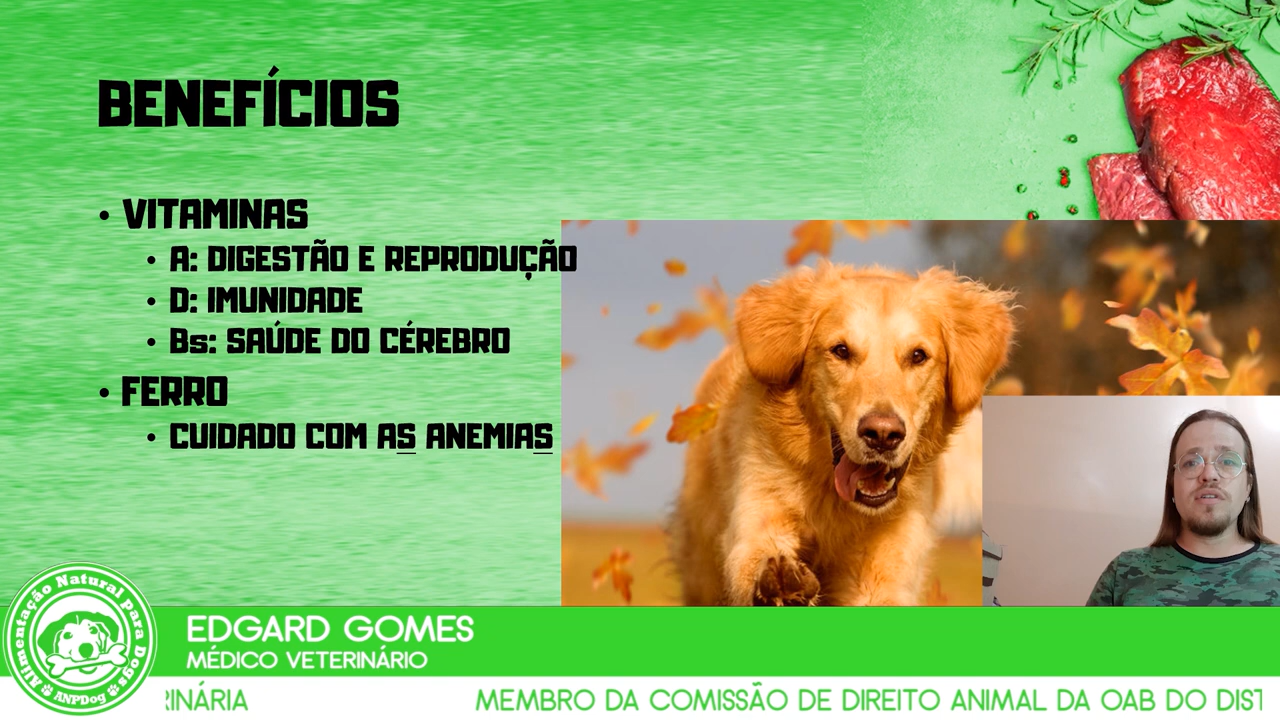 BENEFÍCIOS
• VITAMINAS
• A: DIGESTÃO E REPRODUÇÃO
• D: IMUNIDADE
• Bs: SAÚDE DO CÉREBRO
• FERRO
• CUIDADO COM AS ANEMIAS
Alimentação Natural para Dogs
ANPDog
EDGARD GOMES
MÉDICO VETERINÁRIO
RINÁRIA MEMBRO DA COMISSÃO DE DIREITO ANIMAL DA OAB DO DIST